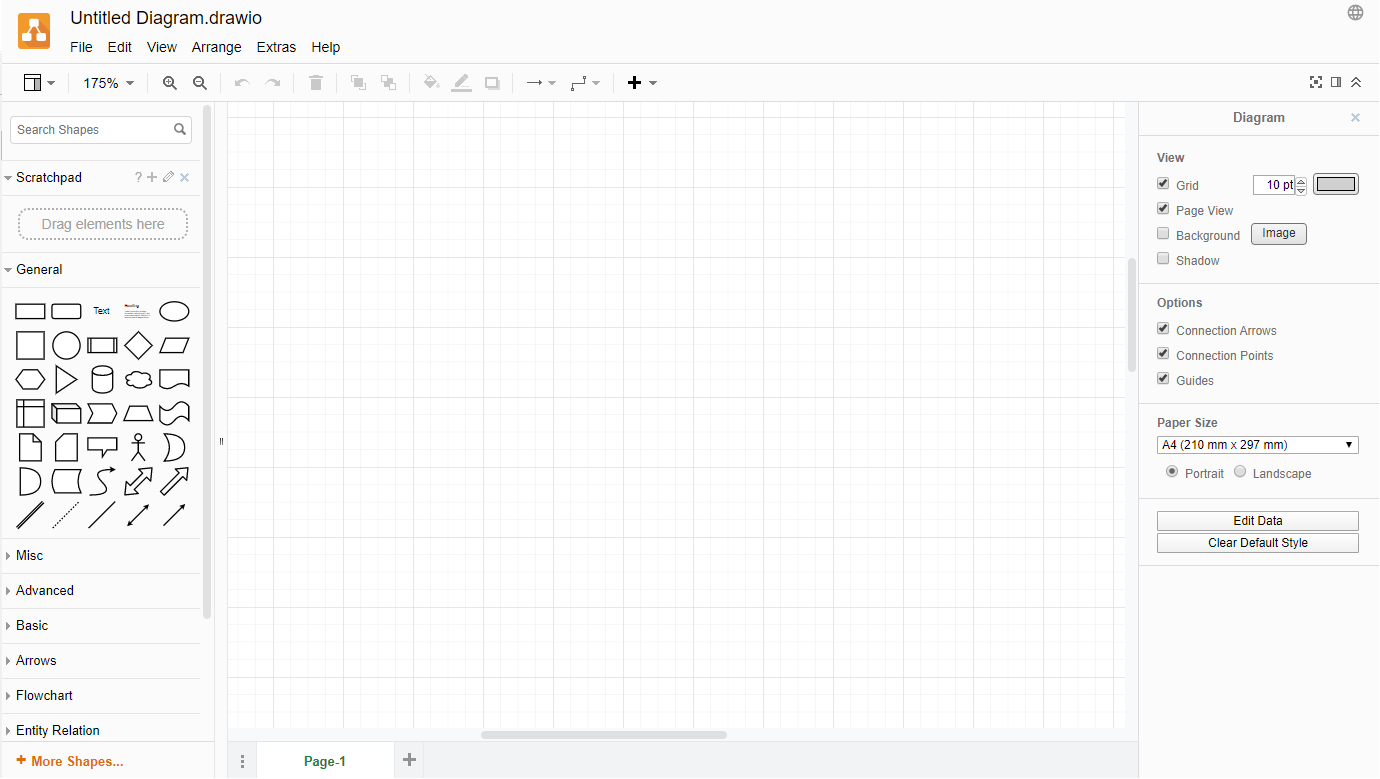 Untitled Diagram.drawio
File Edit View Arrange Extras Help
175%
Search Shapes
Scratchpad ?
Drag elements here
General
Text
Misc
Advanced
Basic
Arrows
Flowchart
Entity Relation
+ More Shapes...
Page-1
Diagram
View
Grid 10 pt
Page View
Background Image
Shadow
Options
Connection Arrows
Connection Points
Guides
Paper Size
A4 (210 mm x 297 mm)
Portrait Landscape
Edit Data
Clear Default Style